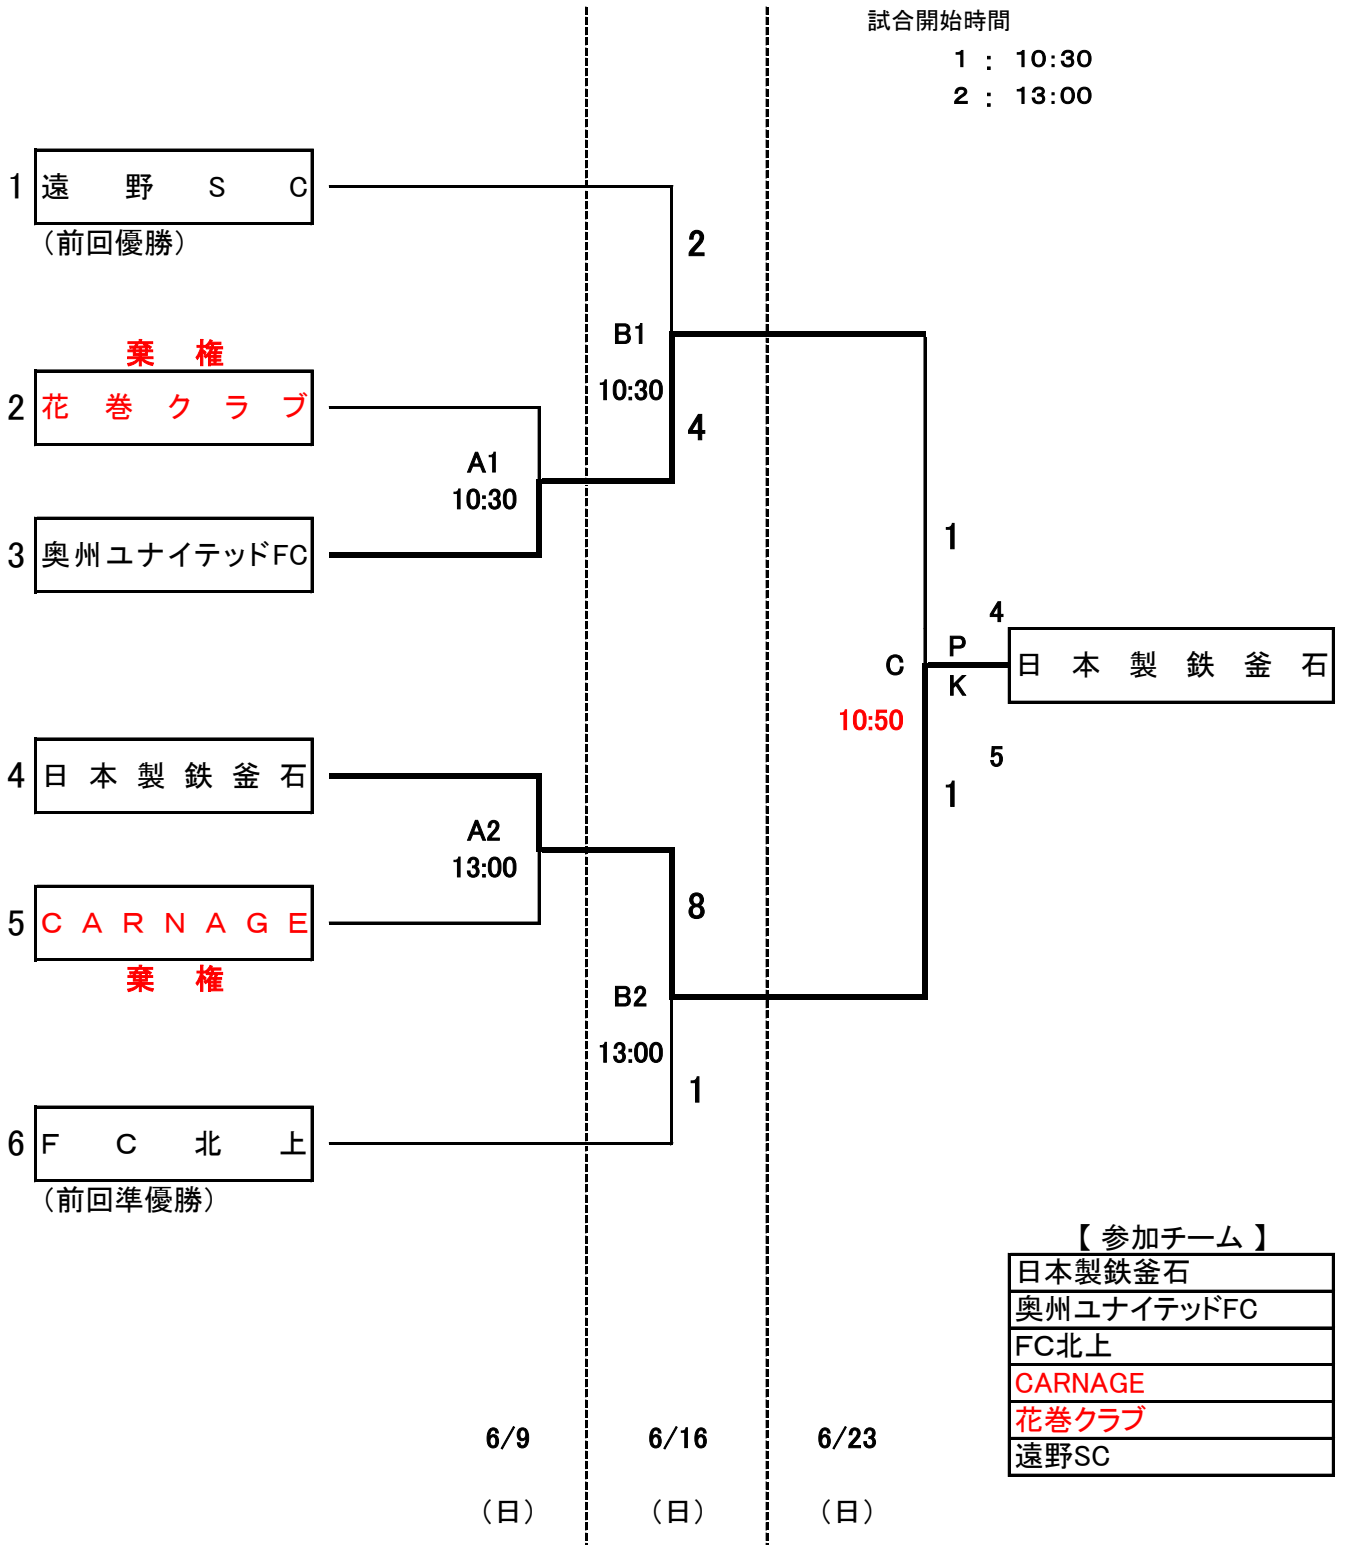 試合開始時間
1 : 10:30
2 : 13:00
1 遠野SC
（前回優勝）
2
B1
棄権
10:30
2 花巻クラブ
4
A1
10:30
3 奥州ユナイテッドFC
1
4
P
K
C
日本製鉄釜石
10:50
5
1
4 日本製鉄釜石
A2
13:00
8
5 CARNAGE
棄権
B2
13:00
1
6 FC北上
（前回準優勝）
【 参加チーム 】
日本製鉄釜石
奥州ユナイテッドFC
FC北上
CARNAGE
花巻クラブ
遠野SC
6/9 6/16 6/23
（日） （日） （日）